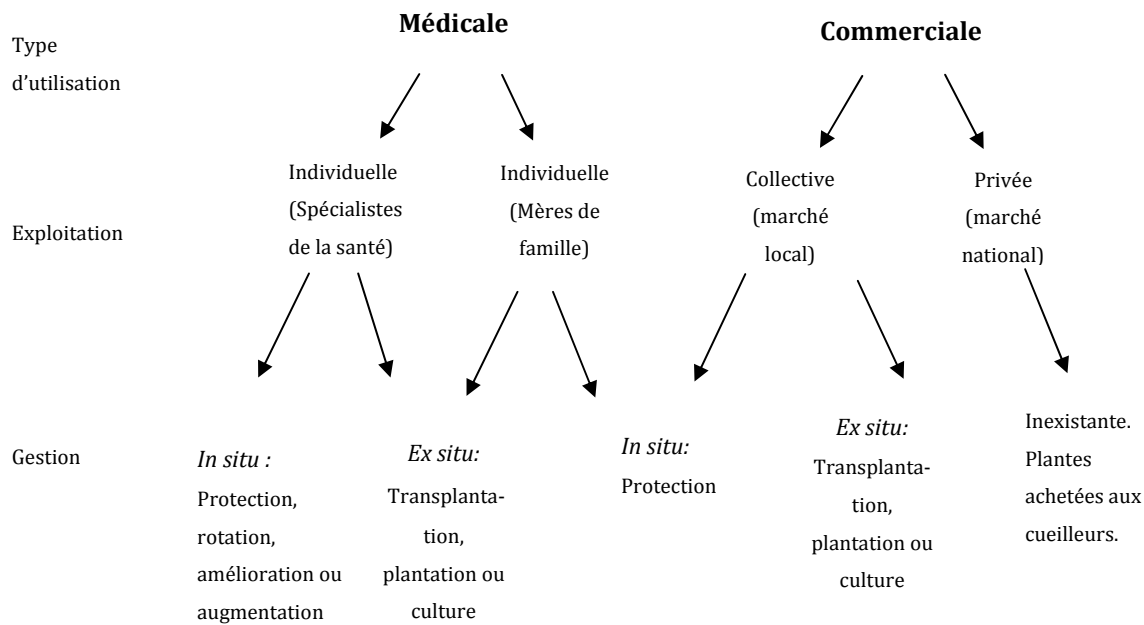 Type
d’utilisation
Médicale
Commerciale
Exploitation
Individuelle
(Spécialistes
de la santé)
Individuelle
(Mères de
famille)
Collective
(marché
local)
Privée
(marché
national)
Gestion
In situ :
Protection,
rotation,
amélioration ou
augmentation
Ex situ:
Transplanta-
tion,
plantation ou
culture
In situ:
Protection
Ex situ:
Transplanta-
tion,
plantation ou
culture
Inexistante.
Plantes
achetées aux
cueilleurs.